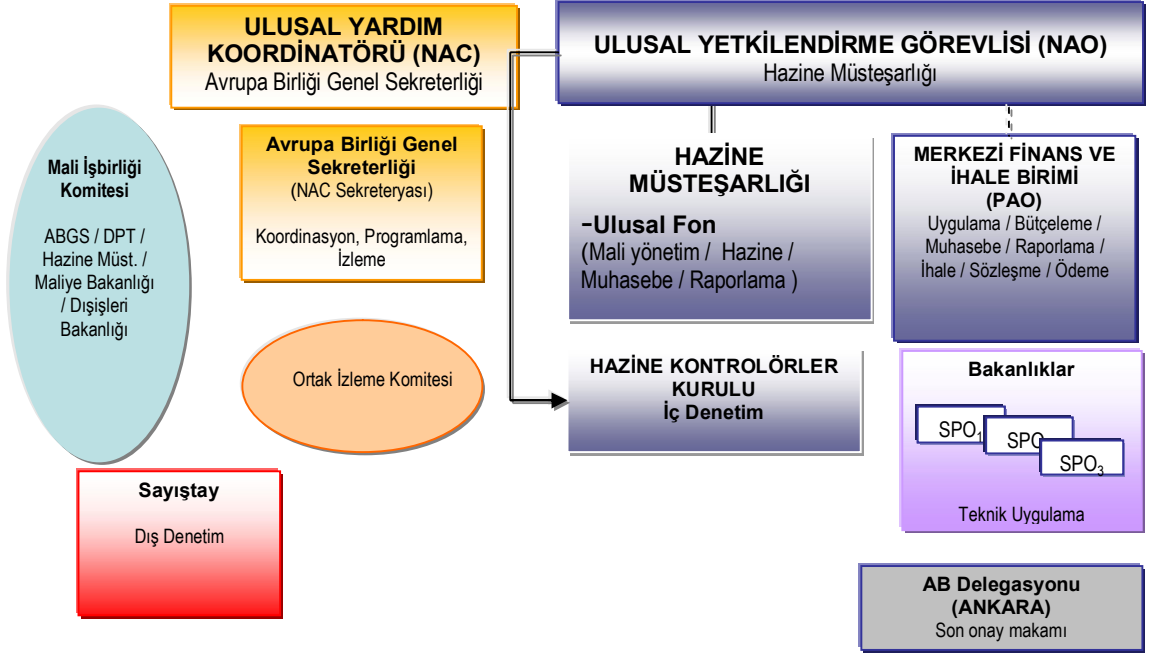 ULUSAL YARDIM
KOORDİNATÖRÜ (NAC)
Avrupa Birliği Genel Sekreterliği
ULUSAL YETKİLENDİRME GÖREVLİSİ (NAO)
Hazine Müsteşarlığı
Mali İşbirliği
Komitesi
ABGS / DPT /
Hazine Müst. /
Maliye Bakanlığı
/ Dışişleri
Bakanlığı
Avrupa Birliği Genel
Sekreterliği
(NAC Sekreteryası)
Koordinasyon, Programlama,
İzleme
HAZİNE
MÜSTEŞARLIĞI
-Ulusal Fon
(Mali yönetim / Hazine /
Muhasebe / Raporlama )
MERKEZİ FİNANS VE
İHALE BİRİMİ
(PAO)
Uygulama / Bütçeleme /
Muhasebe / Raporlama /
İhale / Sözleşme / Ödeme
Ortak İzleme Komitesi
HAZİNE KONTROLÖRLER
KURULU
İç Denetim
Bakanlıklar
SPO₁
SPO
SPO₃
Teknik Uygulama
Sayıştay
Dış Denetim
AB Delegasyonu
(ANKARA)
Son onay makamı